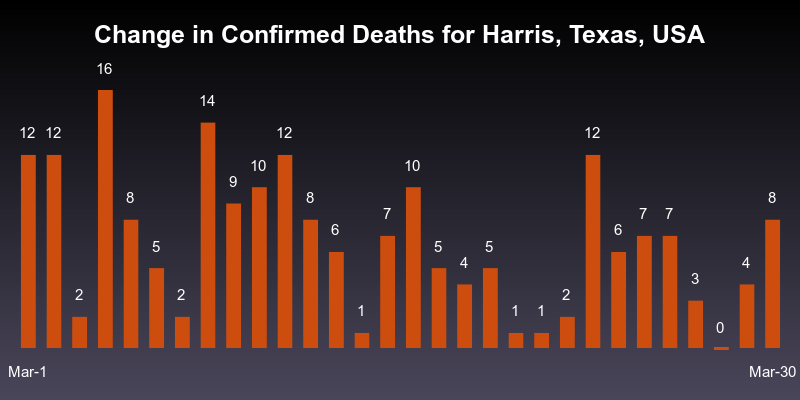 Change in Confirmed Deaths for Harris, Texas, USA
12 12 2 16 8 5 2 14 9 10 12 8 6 1 7 10 5 4 5 1 1 2 12 6 7 7 3 0 4 8
Mar-1 Mar-30